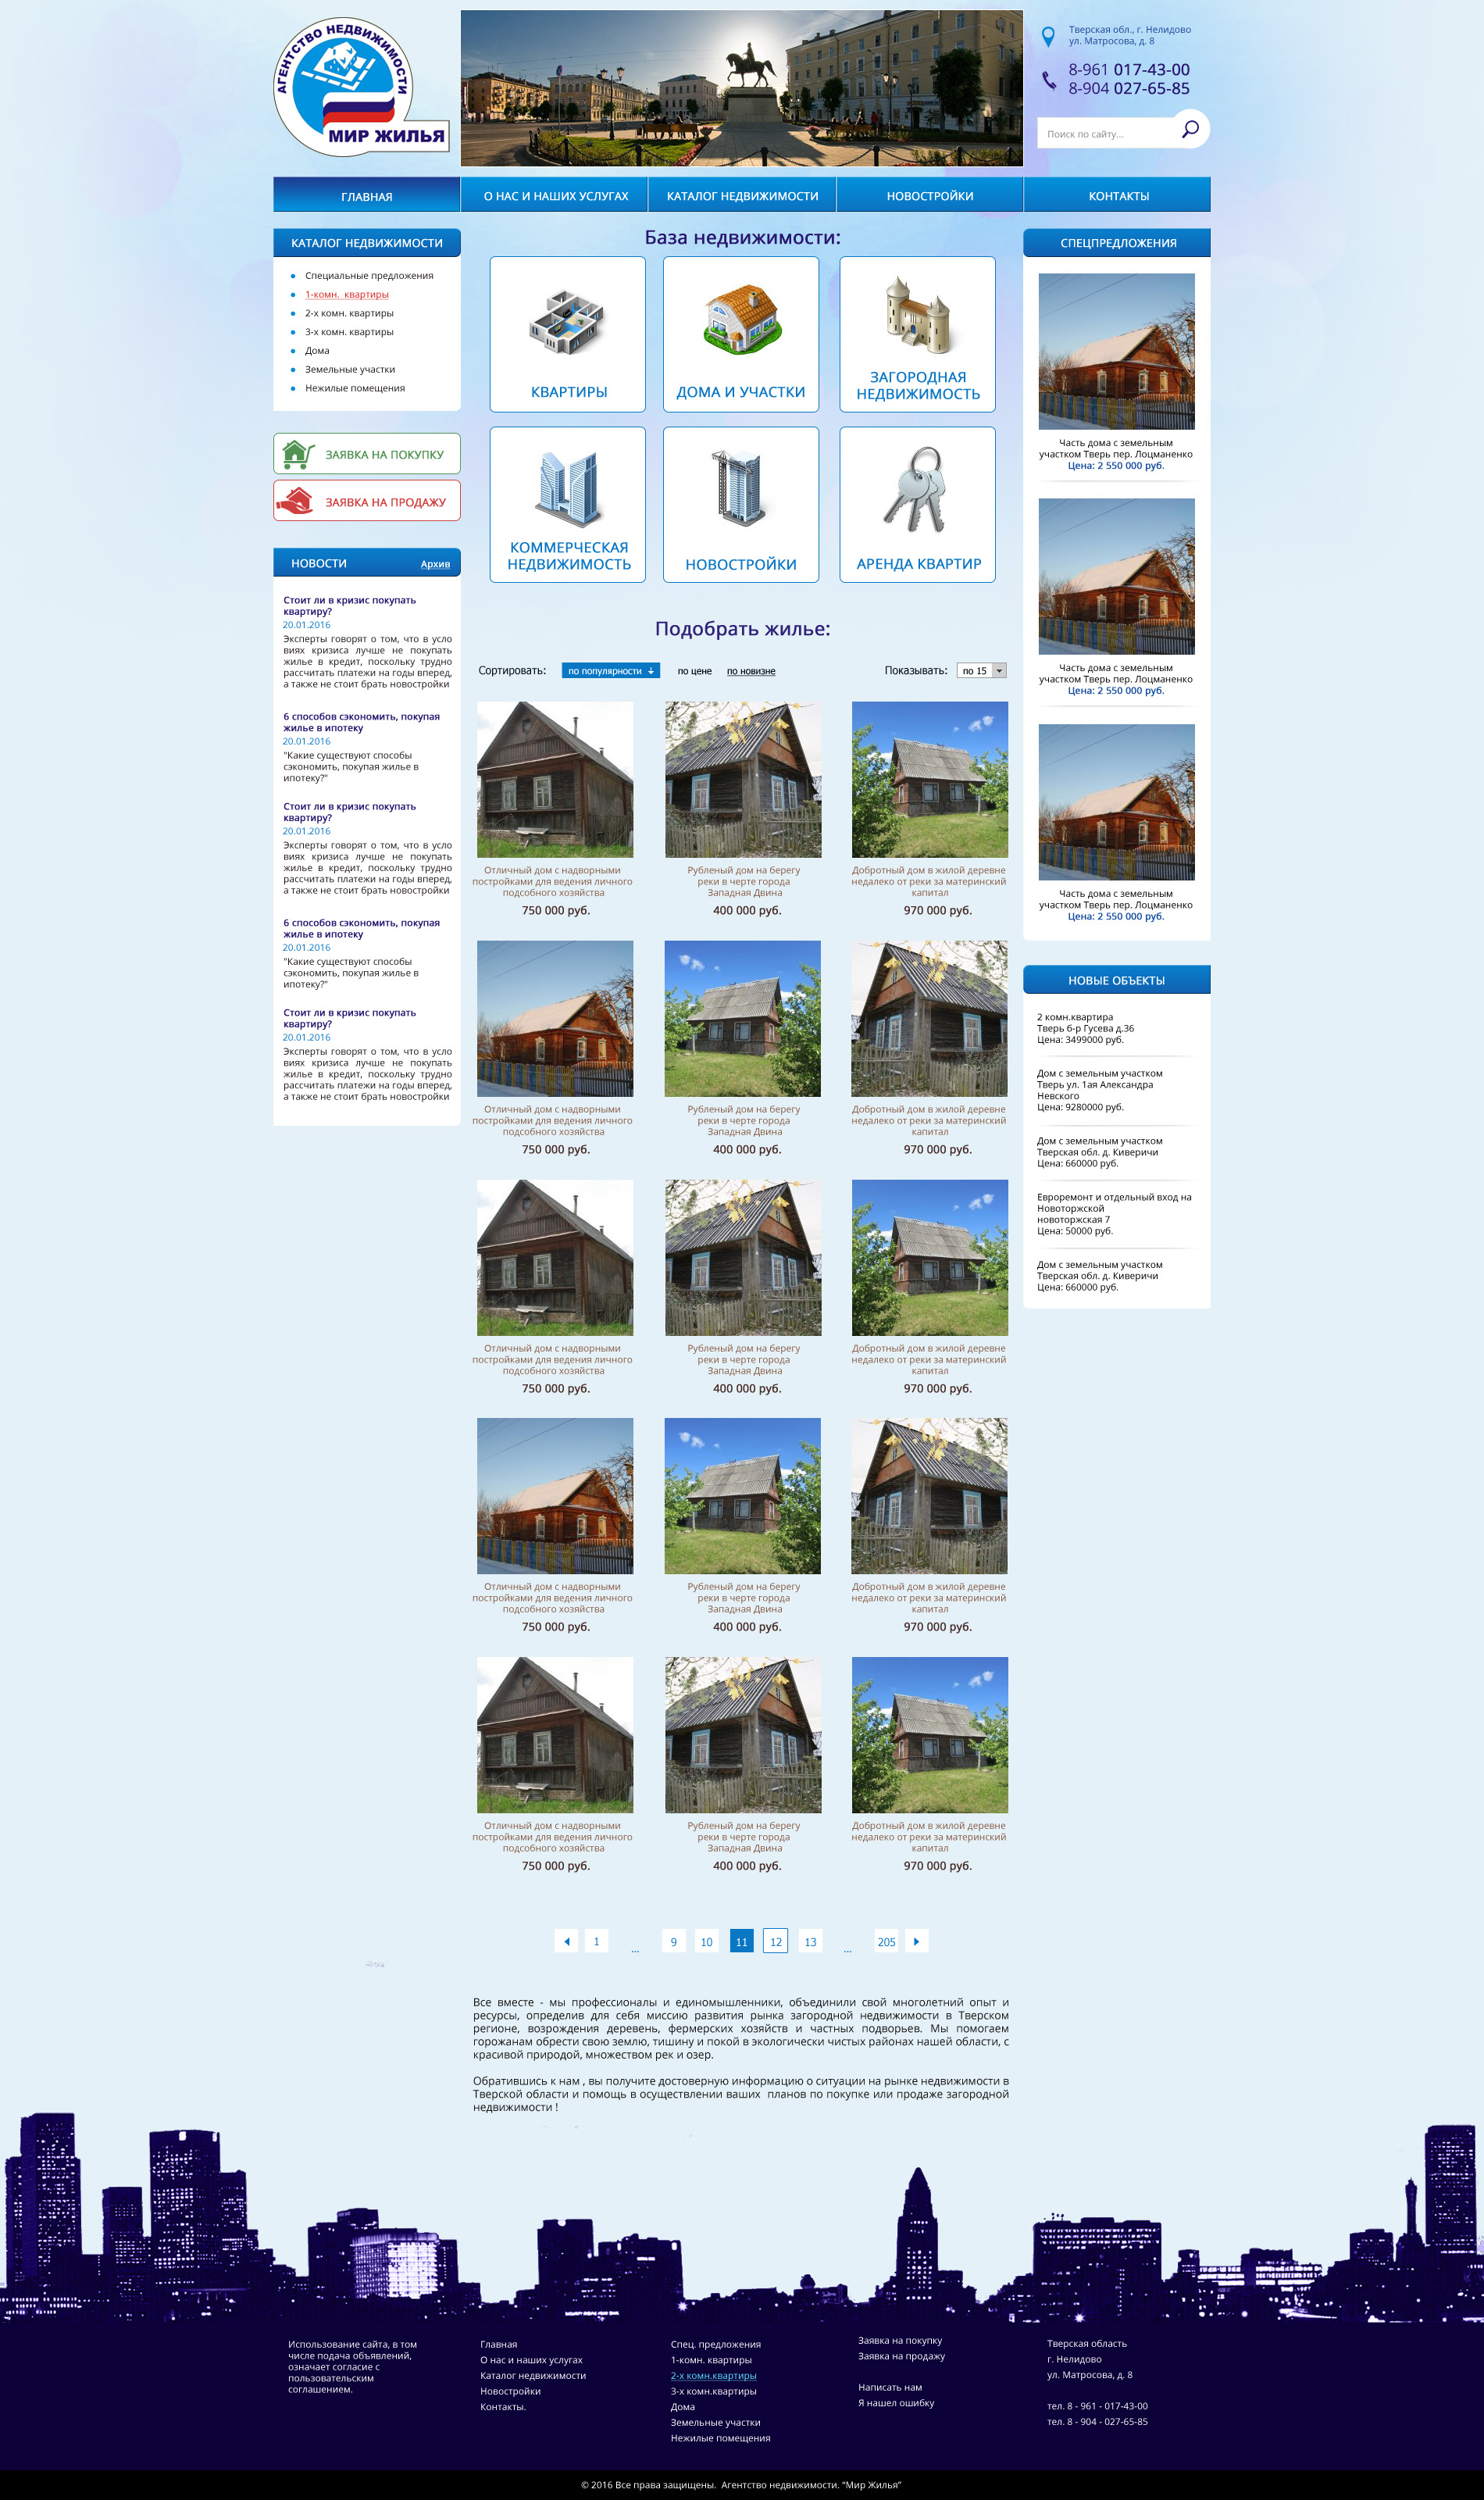 АГЕНТСТВО НЕДВИЖИМОСТИ
МИР ЖИЛЬЯ
Тверская обл., г. Нелидово
ул. Матросова, д. 8
8-961 017-43-00
8-904 027-65-85
Поиск по сайту...
ГЛАВНАЯ
О НАС И НАШИХ УСЛУГАХ
КАТАЛОГ НЕДВИЖИМОСТИ
НОВОСТРОЙКИ
КОНТАКТЫ
КАТАЛОГ НЕДВИЖИМОСТИ
Специальные предложения
1-комн. квартиры
2-х комн. квартиры
3-х комн. квартиры
Дома
Земельные участки
Нежилые помещения
ЗАЯВКА НА ПОКУПКУ
ЗАЯВКА НА ПРОДАЖУ
НОВОСТИ
Архив
Стоит ли в кризис покупать
квартиру?
20.01.2016
Эксперты говорят о том, что в усло
виях кризиса лучше не покупать
жилье в кредит, поскольку трудно
рассчитать платежи на годы вперед,
а также не стоит брать новостройки
6 способов сэкономить, покупая
жилье в ипотеку
20.01.2016
"Какие существуют способы
сэкономить, покупая жилье в
ипотеку?"
Стоит ли в кризис покупать
квартиру?
20.01.2016
Эксперты говорят о том, что в усло
виях кризиса лучше не покупать
жилье в кредит, поскольку трудно
рассчитать платежи на годы вперед,
а также не стоит брать новостройки
6 способов сэкономить, покупая
жилье в ипотеку
20.01.2016
"Какие существуют способы
сэкономить, покупая жилье в
ипотеку?"
Стоит ли в кризис покупать
квартиру?
20.01.2016
Эксперты говорят о том, что в усло
виях кризиса лучше не покупать
жилье в кредит, поскольку трудно
рассчитать платежи на годы вперед,
а также не стоит брать новостройки
База недвижимости:
КВАРТИРЫ
ДОМА И УЧАСТКИ
ЗАГОРОДНАЯ
НЕДВИЖИМОСТЬ
КОММЕРЧЕСКАЯ
НЕДВИЖИМОСТЬ
НОВОСТРОЙКИ
АРЕНДА КВАРТИР
Подобрать жилье:
Сортировать:
по популярности
по цене
по новизне
Показывать:
по 15
Отличный дом с надворными
постройками для ведения личного
подсобного хозяйства
750 000 руб.
Рубленый дом на берегу
реки в черте города
Западная Двина
400 000 руб.
Добротный дом в жилой деревне
недалеко от реки за материнский
капитал
970 000 руб.
Отличный дом с надворными
постройками для ведения личного
подсобного хозяйства
750 000 руб.
Рубленый дом на берегу
реки в черте города
Западная Двина
400 000 руб.
Добротный дом в жилой деревне
недалеко от реки за материнский
капитал
970 000 руб.
Отличный дом с надворными
постройками для ведения личного
подсобного хозяйства
750 000 руб.
Рубленый дом на берегу
реки в черте города
Западная Двина
400 000 руб.
Добротный дом в жилой деревне
недалеко от реки за материнский
капитал
970 000 руб.
Отличный дом с надворными
постройками для ведения личного
подсобного хозяйства
750 000 руб.
Рубленый дом на берегу
реки в черте города
Западная Двина
400 000 руб.
Добротный дом в жилой деревне
недалеко от реки за материнский
капитал
970 000 руб.
Отличный дом с надворными
постройками для ведения личного
подсобного хозяйства
750 000 руб.
Рубленый дом на берегу
реки в черте города
Западная Двина
400 000 руб.
Добротный дом в жилой деревне
недалеко от реки за материнский
капитал
970 000 руб.
1 ... 9 10 11 12 13 ... 205
Все вместе - мы профессионалы и единомышленники, объединили свой многолетний опыт и
ресурсы, определив для себя миссию развития рынка загородной недвижимости в Тверском
регионе, возрождения деревень, фермерских хозяйств и частных подворьев. Мы помогаем
горожанам обрести свою землю, тишину и покой в экологически чистых районах нашей области, с
красивой природой, множеством рек и озер.
Обратившись к нам , вы получите достоверную информацию о ситуации на рынке недвижимости в
Тверской области и помощь в осуществлении ваших планов по покупке или продаже загородной
недвижимости !
СПЕЦПРЕДЛОЖЕНИЯ
Часть дома с земельным
участком Тверь пер. Лоцманенко
Цена: 2 550 000 руб.
Часть дома с земельным
участком Тверь пер. Лоцманенко
Цена: 2 550 000 руб.
Часть дома с земельным
участком Тверь пер. Лоцманенко
Цена: 2 550 000 руб.
НОВЫЕ ОБЪЕКТЫ
2 комн.квартира
Тверь б-р Гусева д.36
Цена: 3499000 руб.
Дом с земельным участком
Тверь ул. 1ая Александра
Невского
Цена: 9280000 руб.
Дом с земельным участком
Тверская обл. д. Киверичи
Цена: 660000 руб.
Евроремонт и отдельный вход на
Новоторжской
новоторжская 7
Цена: 50000 руб.
Дом с земельным участком
Тверская обл. д. Киверичи
Цена: 660000 руб.
Использование сайта, в том
числе подача объявлений,
означает согласие с
пользовательским
соглашением.
Главная
О нас и наших услугах
Каталог недвижимости
Новостройки
Контакты.
Спец. предложения
1-комн. квартиры
2-х комн.квартиры
3-х комн.квартиры
Дома
Земельные участки
Нежилые помещения
Заявка на покупку
Заявка на продажу
Написать нам
Я нашел ошибку
Тверская область
г. Нелидово
ул. Матросова, д. 8
тел. 8 - 961 - 017-43-00
тел. 8 - 904 - 027-65-85
© 2016 Все права защищены. Агентство недвижимости. "Мир Жилья"